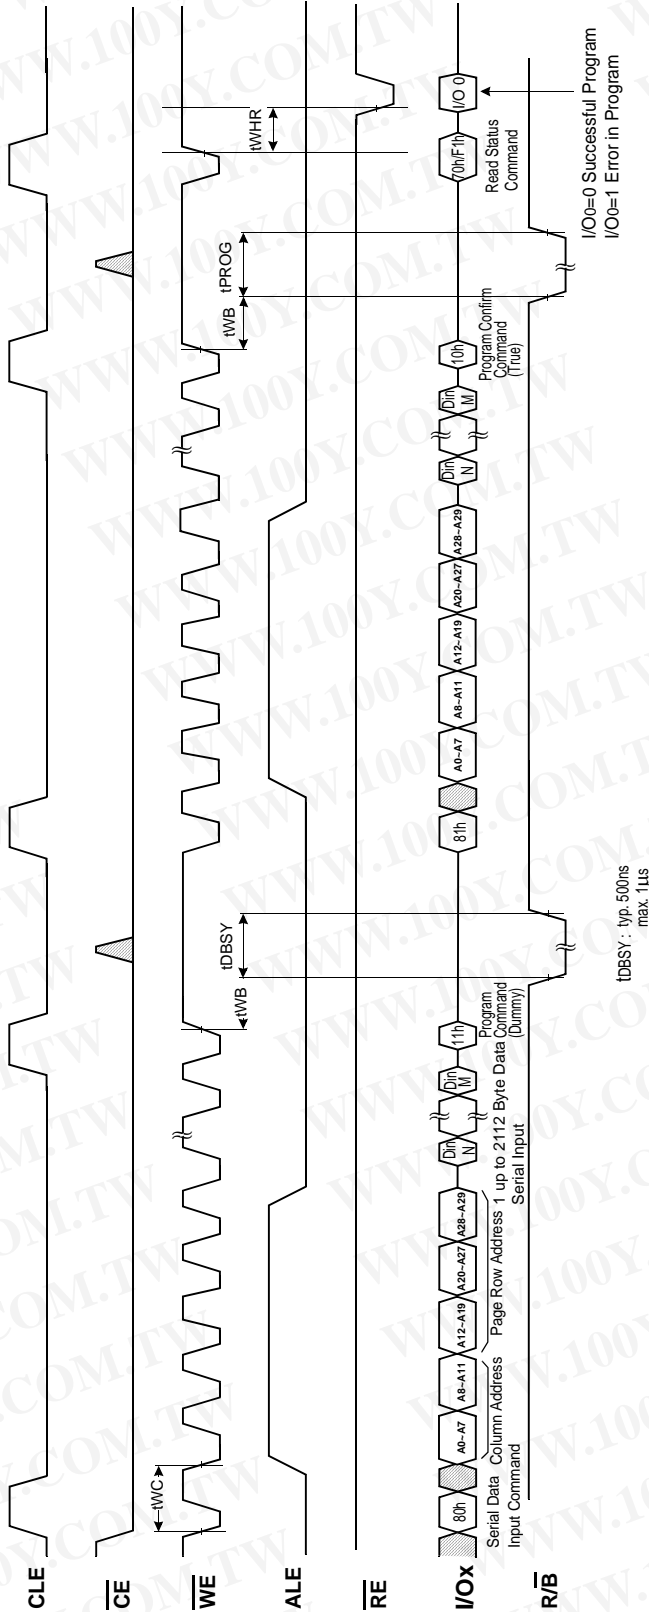 CLE
CE
tWC
WE
tWB
tDBSY
tWB
tPROG
tWHR
ALE
RE
I/Ox
80h
A0~A7
A8~A11
A12~A19
A20~A27
A28~A29
Din
N
Din
M
11h
81h
A0~A7
A8~A11
A12~A19
A20~A27
A28~A29
Din
N
Din
M
10h
70h/F1h
I/O 0
Serial Data
Input Command
Column Address
Page Row Address
1 up to 2112 Byte Data
Serial Input
Program
Command
(Dummy)
Program Confirm
Command
(True)
Read Status
Command
R/B
I/O0=0 Successful Program
I/O0=1 Error in Program
tDBSY : typ. 500ns
max. 1µs
WWW.100Y.COM.TW